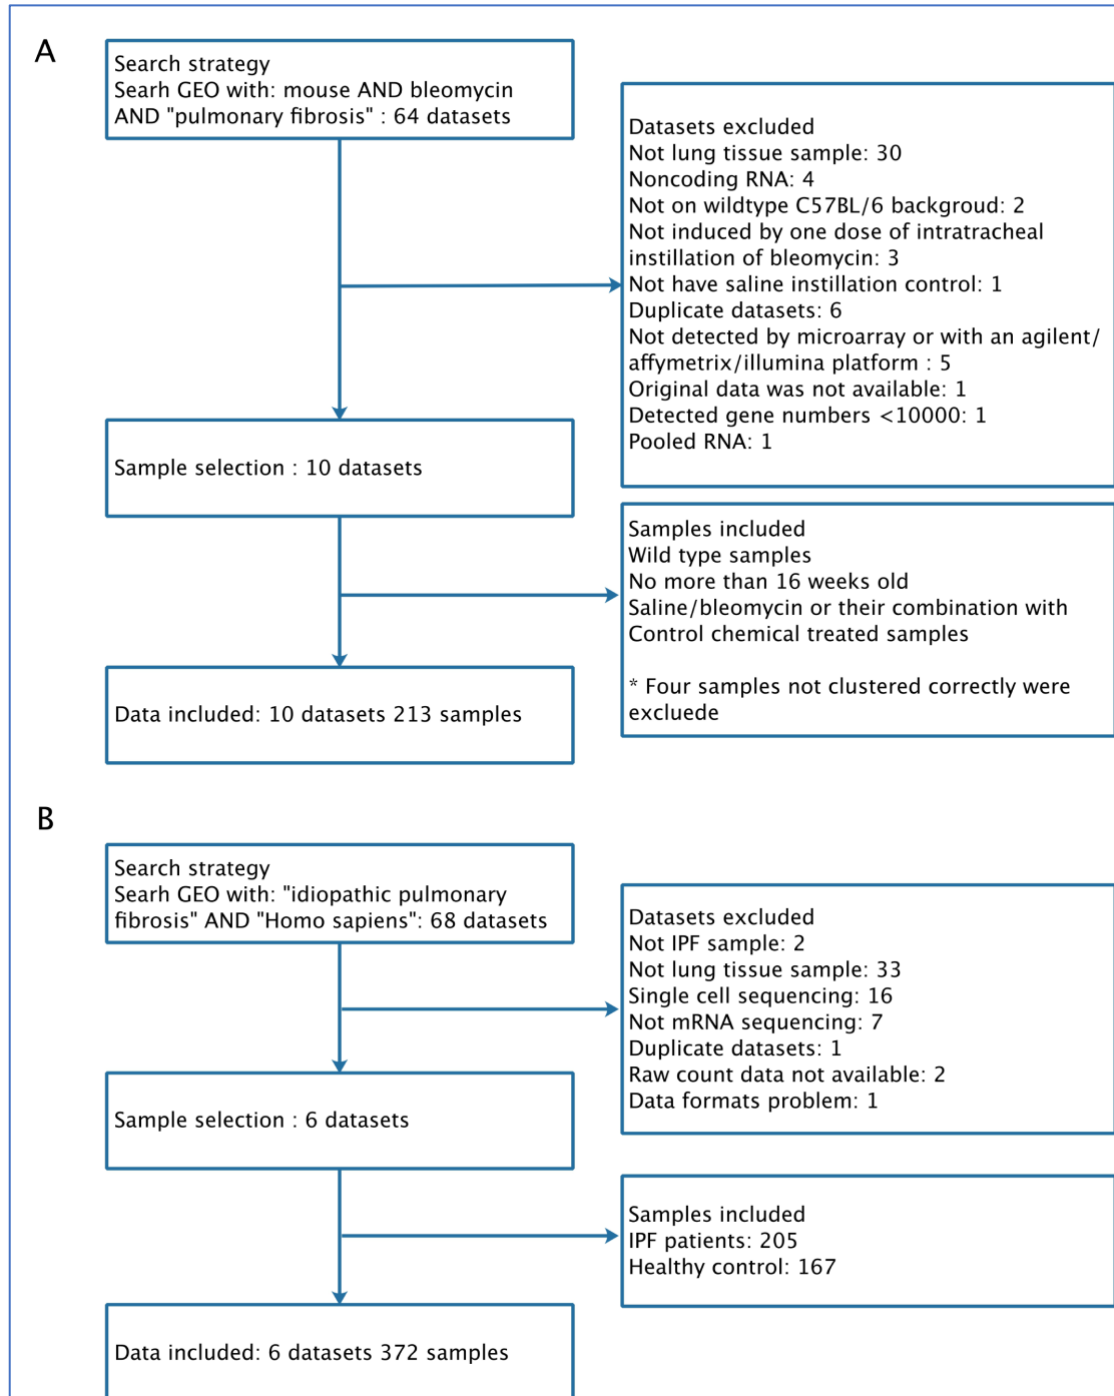 A
Search strategy
Searh GEO with: mouse AND bleomycin
AND "pulmonary fibrosis" : 64 datasets
Datasets excluded
Not lung tissue sample: 30
Noncoding RNA: 4
Not on wildtype C57BL/6 backgroud: 2
Not induced by one dose of intratracheal
instillation of bleomycin: 3
Not have saline instillation control: 1
Duplicate datasets: 6
Not detected by microarray or with an agilent/
affymetrix/illumina platform : 5
Original data was not available: 1
Detected gene numbers <10000: 1
Pooled RNA: 1
Sample selection : 10 datasets
Samples included
Wild type samples
No more than 16 weeks old
Saline/bleomycin or their combination with
Control chemical treated samples
* Four samples not clustered correctly were
excluede
Data included: 10 datasets 213 samples
B
Search strategy
Searh GEO with: "idiopathic pulmonary
fibrosis" AND "Homo sapiens": 68 datasets
Datasets excluded
Not IPF sample: 2
Not lung tissue sample: 33
Single cell sequencing: 16
Not mRNA sequencing: 7
Duplicate datasets: 1
Raw count data not available: 2
Data formats problem: 1
Sample selection : 6 datasets
Samples included
IPF patients: 205
Healthy control: 167
Data included: 6 datasets 372 samples